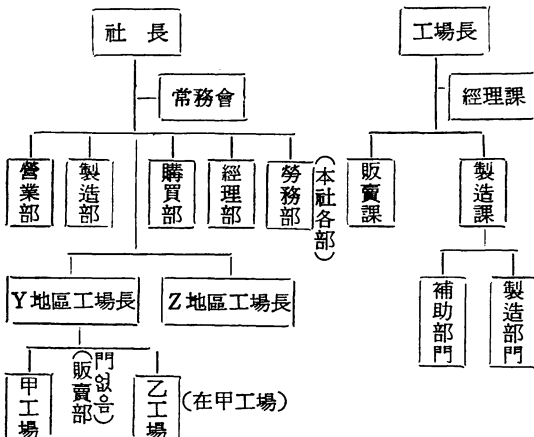 社 長
常務會
營業部
製造部
購買部
經理部
勞務部
(本社各部)
Y地區工場長
Z地區工場長
甲工場
(販賣部
門없음)
乙工場
(在甲工場)
工場長
經理課
販賣課
製造課
補助部門
製造部門